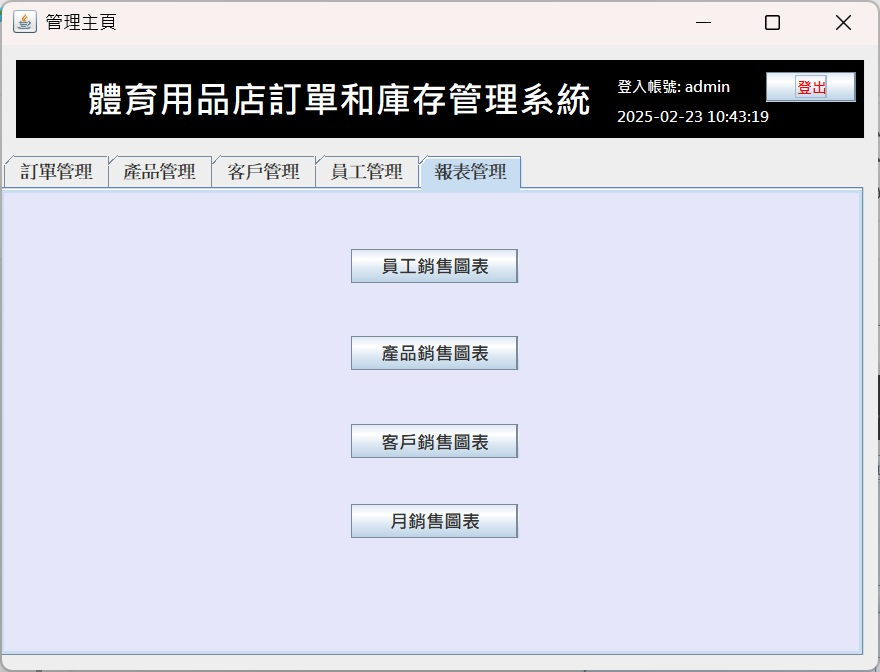 管理主頁
體育用品店訂單和庫存管理系統
登入帳號: admin
登出
2025-02-23 10:43:19
訂單管理
產品管理
客戶管理
員工管理
報表管理
員工銷售圖表
產品銷售圖表
客戶銷售圖表
月銷售圖表